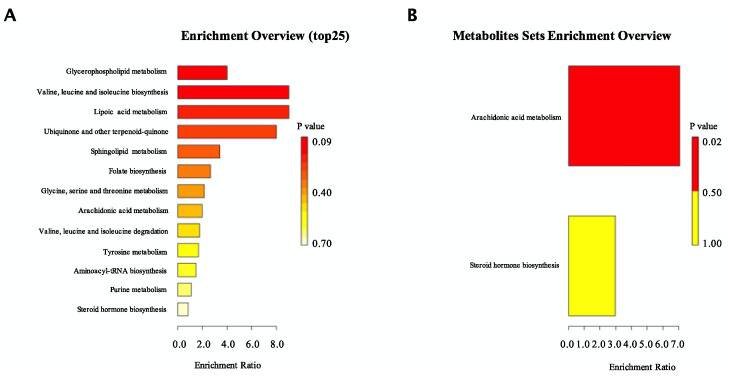 A
Enrichment Overview (top25)
Glycerophospholipid metabolism
Valine, leucine and isoleucine biosynthesis
Lipoic acid metabolism
Ubiquinone and other terpenoid-quinone
Sphingolipid metabolism
Folate biosynthesis
Glycine, serine and threonine metabolism
Arachidonic acid metabolism
Valine, leucine and isoleucine degradation
Tyrosine metabolism
Aminoacyl-tRNA biosynthesis
Purine metabolism
Steroid hormone biosynthesis
0.0 2.0 4.0 6.0 8.0
Enrichment Ratio
P value
0.09
0.40
0.70
B
Metabolites Sets Enrichment Overview
Arachidonic acid metabolism
Steroid hormone biosynthesis
0.0 1.0 2.0 3.0 4.0 5.0 6.0 7.0
Enrichment Ratio
P value
0.02
0.50
1.00